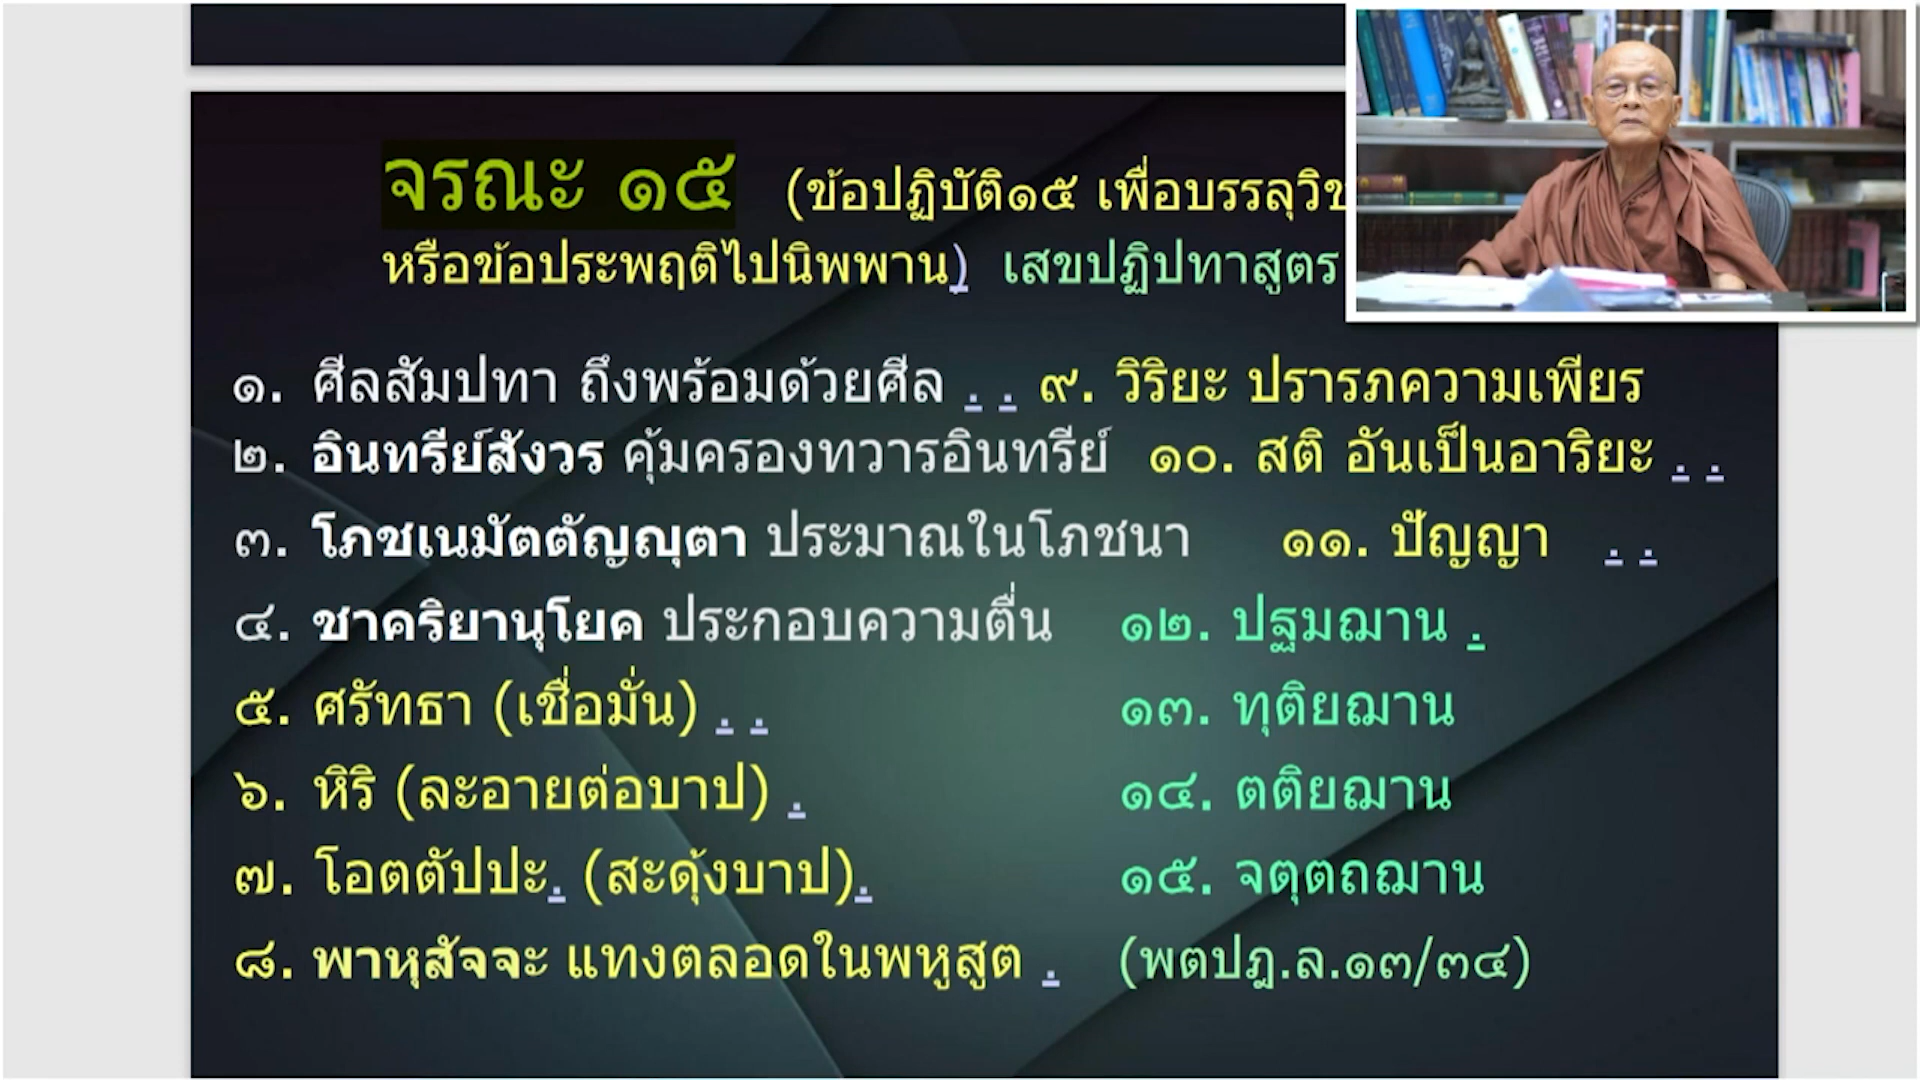 จรณะ ๑๕ (ข้อปฏิบัติ๑๕ เพื่อบรรลุวิช
หรือข้อประพฤติไปนิพพาน) เสขปฏิปทาสูตร
๑. ศีลสัมปทา ถึงพร้อมด้วยศีล . . ๙. วิริยะ ปรารภความเพียร
๒. อินทรีย์สังวร คุ้มครองทวารอินทรีย์ ๑๐. สติ อันเป็นอาริยะ . .
๓. โภชเนมัตตัญญุตา ประมาณในโภชนา ๑๑. ปัญญา . .
๔. ชาคริยานุโยค ประกอบความตื่น ๑๒. ปฐมฌาน .
๕. ศรัทธา (เชื่อมั่น) . . ๑๓. ทุติยฌาน
๖. หิริ (ละอายต่อบาป) . ๑๔. ตติยฌาน
๗. โอตตัปปะ. (สะดุ้งบาป). ๑๕. จตุตถฌาน
๘. พาหุสัจจะ แทงตลอดในพหูสูต . (พตปฎ.ล.๑๓/๓๔)